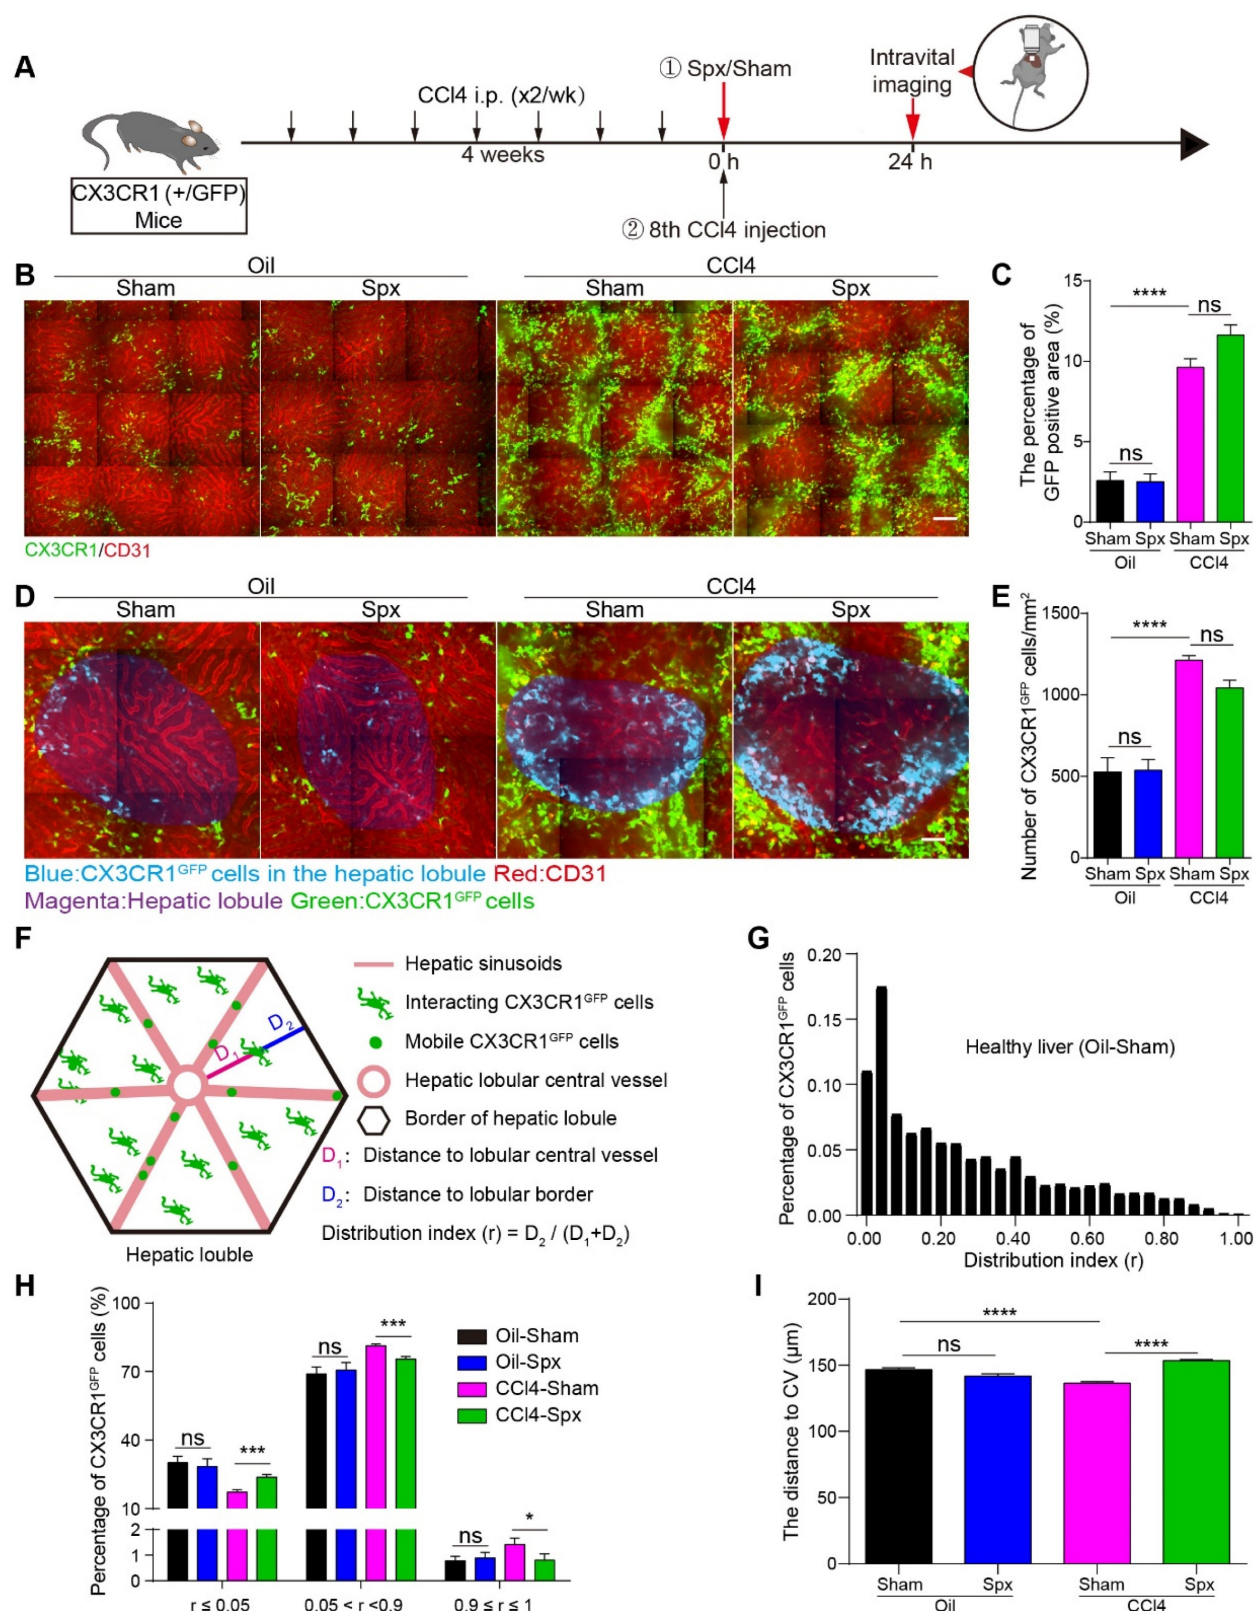 A
CCl4 i.p. (x2/wk)
① Spx/Sham
Intravital
imaging
4 weeks
0 h
24 h
CX3CR1 (+/GFP)
Mice
② 8th CCl4 injection
B
Oil
CCl4
Sham
Spx
Sham
Spx
CX3CR1/CD31
C
The percentage of
GFP positive area (%)
15
10
5
0
****
ns
ns
Sham Spx Sham Spx
Oil
CCl4
D
Oil
CCl4
Sham
Spx
Sham
Spx
Blue:CX3CR1GFP cells in the hepatic lobule Red:CD31
Magenta:Hepatic lobule Green:CX3CR1GFP cells
E
Number of CX3CR1GFP cells/mm2
1500
1000
500
0
****
ns
ns
Sham Spx Sham Spx
Oil
CCl4
F
D1
D2
Hepatic louble
Hepatic sinusoids
Interacting CX3CR1GFP cells
Mobile CX3CR1GFP cells
Hepatic lobular central vessel
Border of hepatic lobule
D1: Distance to lobular central vessel
D2: Distance to lobular border
Distribution index (r) = D2 / (D1+D2)
G
Percentage of CX3CR1GFP cells
0.20
0.15
0.10
0.05
0.00
Healthy liver (Oil-Sham)
0.00 0.20 0.40 0.60 0.80 1.00
Distribution index (r)
H
Percentage of CX3CR1GFP cells (%)
100
70
40
10
2
1
0
ns
***
ns
***
ns
*
Oil-Sham
Oil-Spx
CCl4-Sham
CCl4-Spx
r ≤ 0.05
0.05 < r <0.9
0.9 ≤ r ≤ 1
I
The distance to CV (μm)
200
150
100
50
0
****
ns
****
Sham Spx Sham Spx
Oil
CCl4